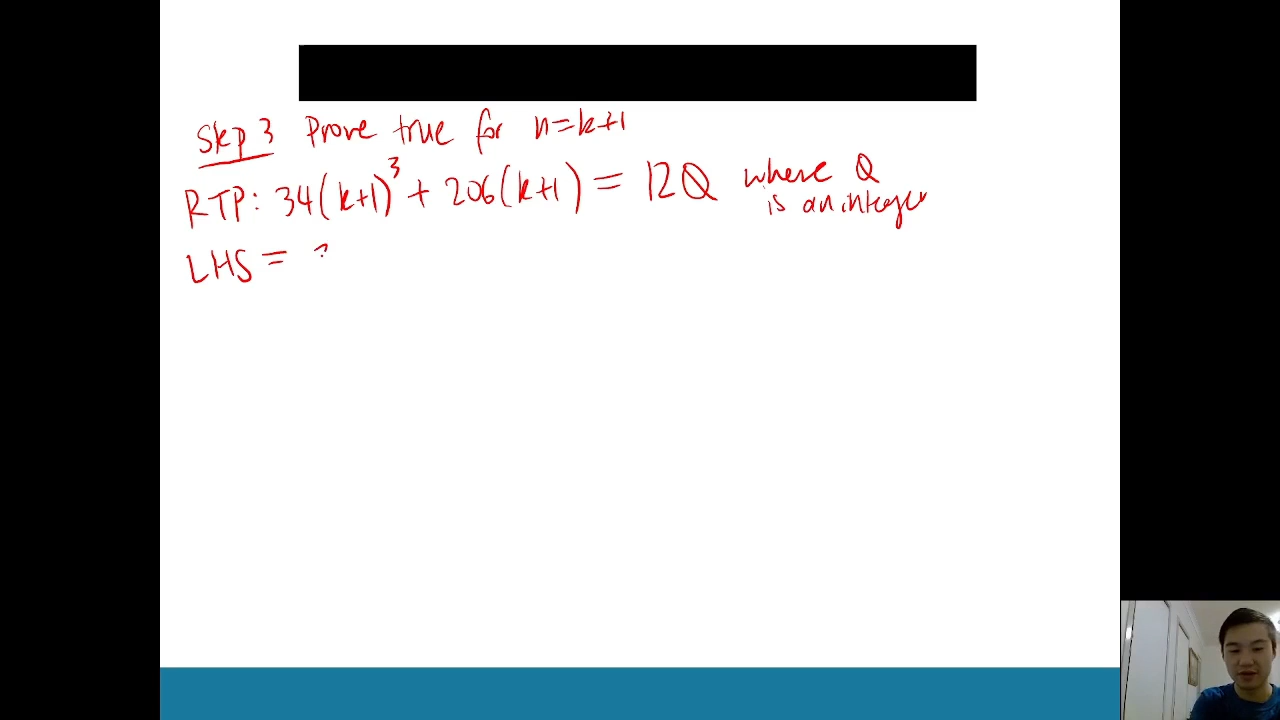 Step 3 Prove true for n=k+1
RTP: 34(k+1)³ + 206(k+1) = 12Q where Q
is an integer
LHS =